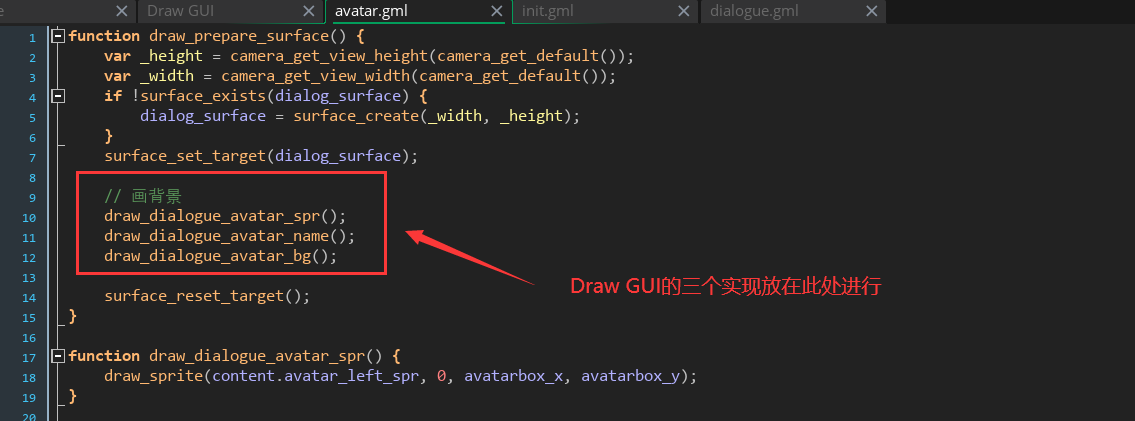 e × Draw GUI × avatar.gml × init.gml × dialogue.gml ×
1 function draw_prepare_surface() {
2 var _height = camera_get_view_height(camera_get_default());
3 var _width = camera_get_view_width(camera_get_default());
4 if !surface_exists(dialog_surface) {
5 dialog_surface = surface_create(_width, _height);
6 }
7 surface_set_target(dialog_surface);
8
9 // 画背景
10 draw_dialogue_avatar_spr();
11 draw_dialogue_avatar_name();
12 draw_dialogue_avatar_bg();
Draw GUI的三个实现放在此处进行
13
14 surface_reset_target();
15 }
16
17 function draw_dialogue_avatar_spr() {
18 draw_sprite(content.avatar_left_spr, 0, avatarbox_x, avatarbox_y);
19 }
20